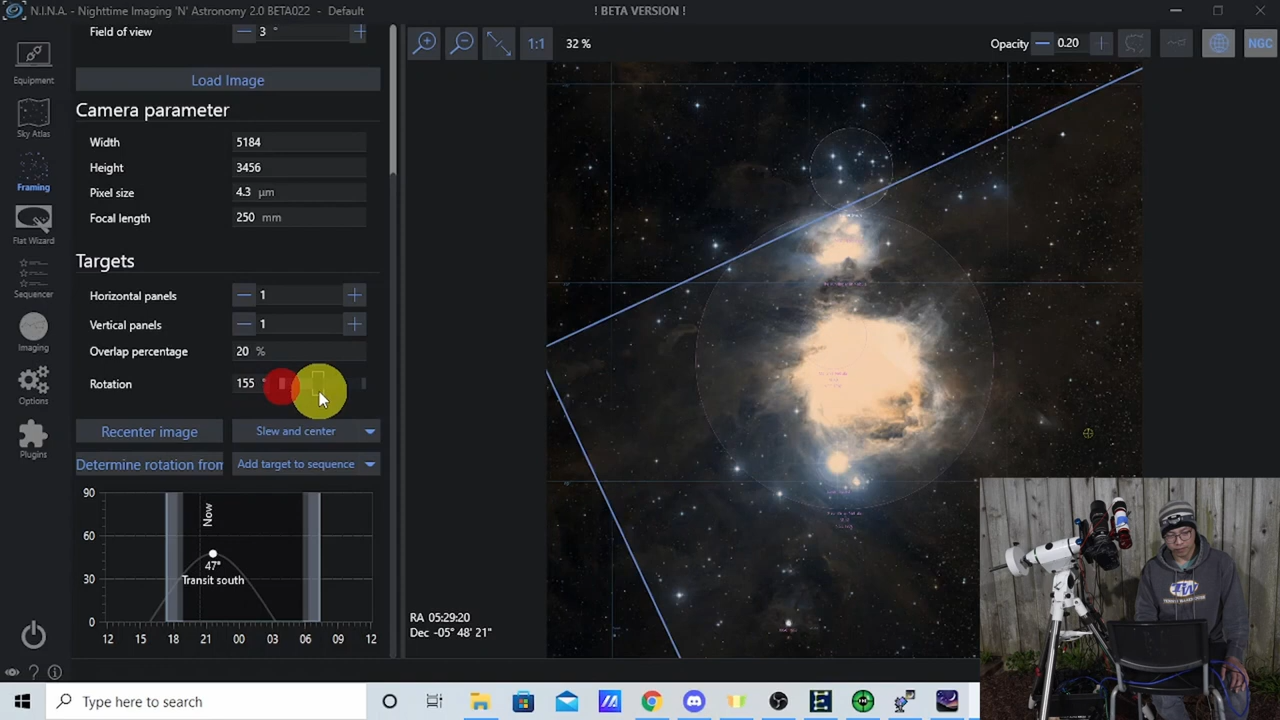 N.I.N.A. - Nighttime Imaging 'N' Astronomy 2.0 BETA022 - Default
! BETA VERSION !
Equipment
Sky Atlas
Framing
Flat Wizard
Sequencer
Imaging
Options
Plugins
Field of view 3 °
Load Image
Camera parameter
Width 5184
Height 3456
Pixel size 4.3 µm
Focal length 250 mm
Targets
Horizontal panels 1
Vertical panels 1
Overlap percentage 20 %
Rotation 155
Recenter image Slew and center
Determine rotation from Add target to sequence
90
60
30
0
Now
47°
Transit south
12 15 18 21 00 03 06 09 12
1:1 32 %
Opacity 0.20
NGC
RA 05:29:20
Dec -05° 48' 21"
Type here to search